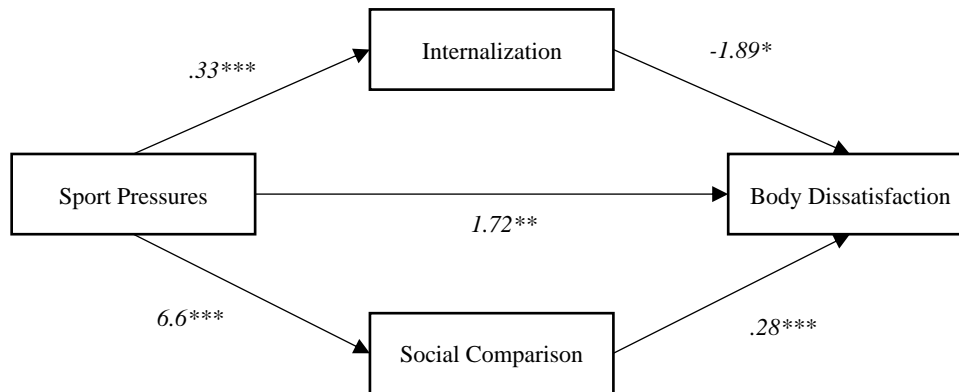 Internalization
-1.89*
.33***
Sport Pressures
Body Dissatisfaction
1.72**
6.6***
.28***
Social Comparison